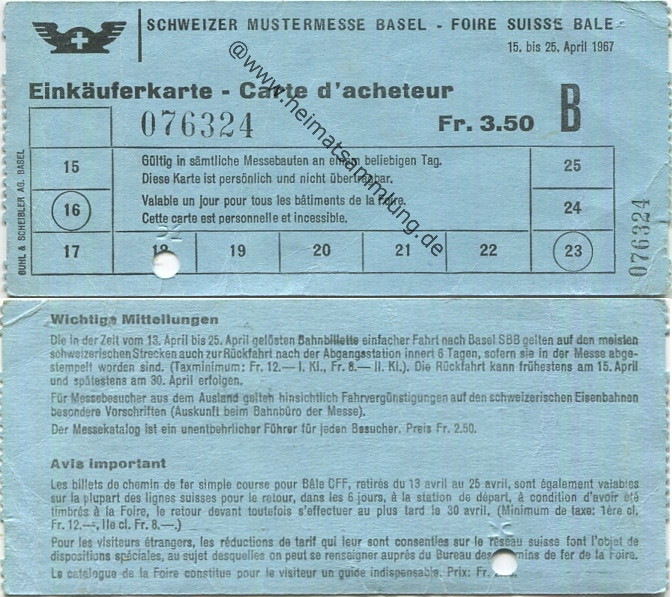 SCHWEIZER MUSTERMESSE BASEL - FOIRE SUISSE BALE
15. bis 25. April 1967
Einkäuferkarte - Carte d'acheteur
B
076324
Fr. 3.50
15
Gültig in sämtliche Messebauten an einem beliebigen Tag.
25
Diese Karte ist persönlich und nicht übertragbar.
16
Valable un jour pour tous les bâtiments de la Foire.
24
Cette carte est personnelle et incessible.
17
18
19
20
21
22
23
BUHL & SCHEIBLER AG. BASEL
076324
@www.heimatsammlung.de
Wichtige Mitteilungen
Die in der Zeit vom 13. April bis 25. April gelösten Bahnbillette einfacher Fahrt nach Basel SBB gelten auf den meisten
schweizerischen Strecken auch zur Rückfahrt nach der Abgangsstation innert 6 Tagen, sofern sie in der Messe abge-
stempelt worden sind. (Taxminimum: Fr. 12.— I. Kl., Fr. 8.— II. Kl.). Die Rückfahrt kann frühestens am 15. April
und spätestens am 30. April erfolgen.
Für Messebesucher aus dem Ausland gelten hinsichtlich Fahrvergünstigungen auf den schweizerischen Eisenbahnen
besondere Vorschriften (Auskunft beim Bahnbüro der Messe).
Der Messekatalog ist ein unentbehrlicher Führer für jeden Besucher. Preis Fr. 2.50.
Avis important
Les billets de chemin de fer simple course pour Bâle CFF, retirés du 13 avril au 25 avril, sont également valables
sur la plupart des lignes suisses pour le retour, dans les 6 jours, à la station de départ, à condition d'avoir été
timbrés à la Foire, le retour devant toutefois s'effectuer au plus tard le 30 avril. (Minimum de taxe: 1ère cl.
Fr. 12.—, IIe cl. Fr. 8.—.)
Pour les visiteurs étrangers, les réductions de tarif qui leur sont consenties sur le réseau suisse font l'objet de
dispositions spéciales, au sujet desquelles on peut se renseigner auprès du Bureau des chemins de fer de la Foire.
Le catalogue de la Foire constitue pour le visiteur un guide indispensable. Prix: Fr.